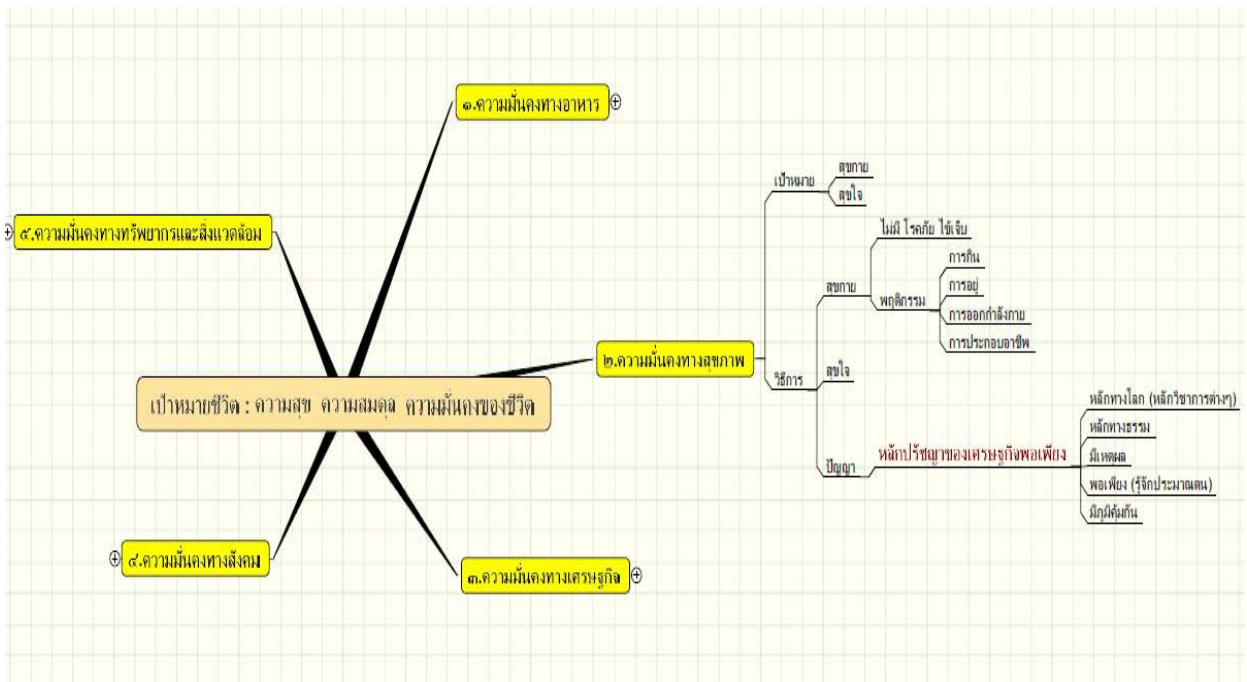 ๑.ความมั่นคงทางอาหาร
๕.ความมั่นคงทางทรัพยากรและสิ่งแวดล้อม
เป้าหมายชีวิต : ความสุข ความสมดุล ความมั่นคงของชีวิต
๒.ความมั่นคงทางสุขภาพ
เป้าหมาย
สุขกาย
สุขใจ
วิธีการ
สุขกาย
ไม่มี โรคภัย ไข้เจ็บ
พฤติกรรม
การกิน
การอยู่
การออกกำลังกาย
การประกอบอาชีพ
สุขใจ
ปัญญา
หลักปรัชญาของเศรษฐกิจพอเพียง
หลักทางโลก (หลักวิชาการต่างๆ)
หลักทางธรรม
มีเหตุผล
พอเพียง (รู้จักประมาณตน)
มีภูมิคุ้มกัน
๔.ความมั่นคงทางสังคม
๓.ความมั่นคงทางเศรษฐกิจ